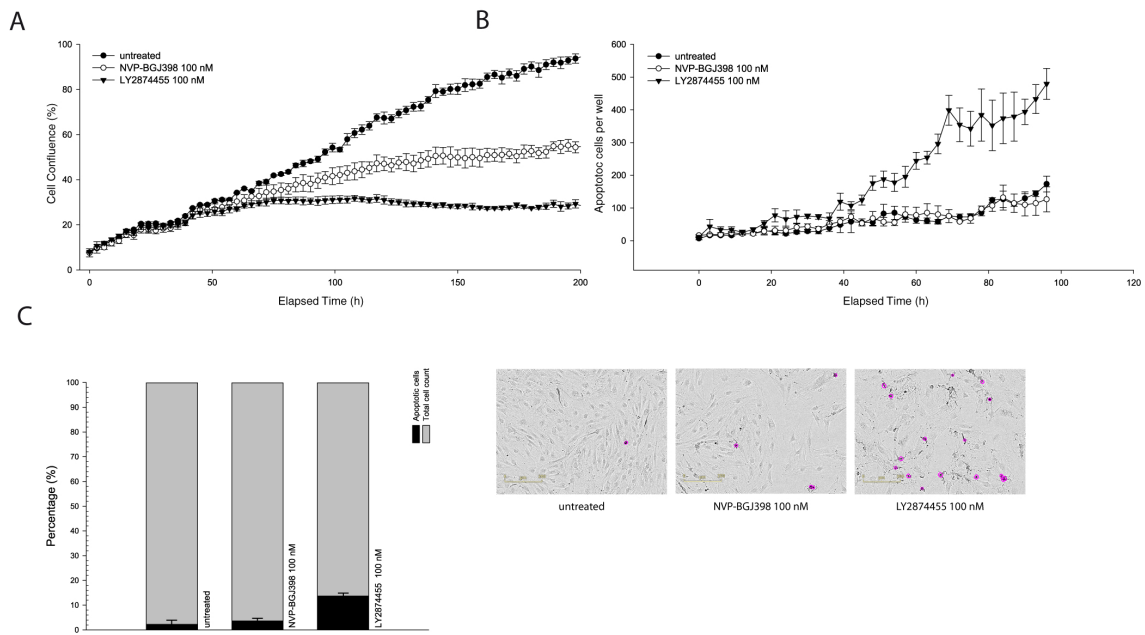 A
B
100
80
60
40
20
0
Cell Confluence (%)
untreated
NVP-BGJ398 100 nM
LY2874455 100 nM
0
50
100
150
200
Elapsed Time (h)
600
500
400
300
200
100
0
Apoptotoc cells per well
untreated
NVP-BGJ398 100 nM
LY2874455 100 nM
0
20
40
60
80
100
120
Elapsed Time (h)
C
100
90
80
70
60
50
40
30
20
10
0
Percentage (%)
untreated
NVP-BGJ398 100 nM
LY2874455 100 nM
Apoptotic cells
Total cell count
untreated
NVP-BGJ398 100 nM
LY2874455 100 nM